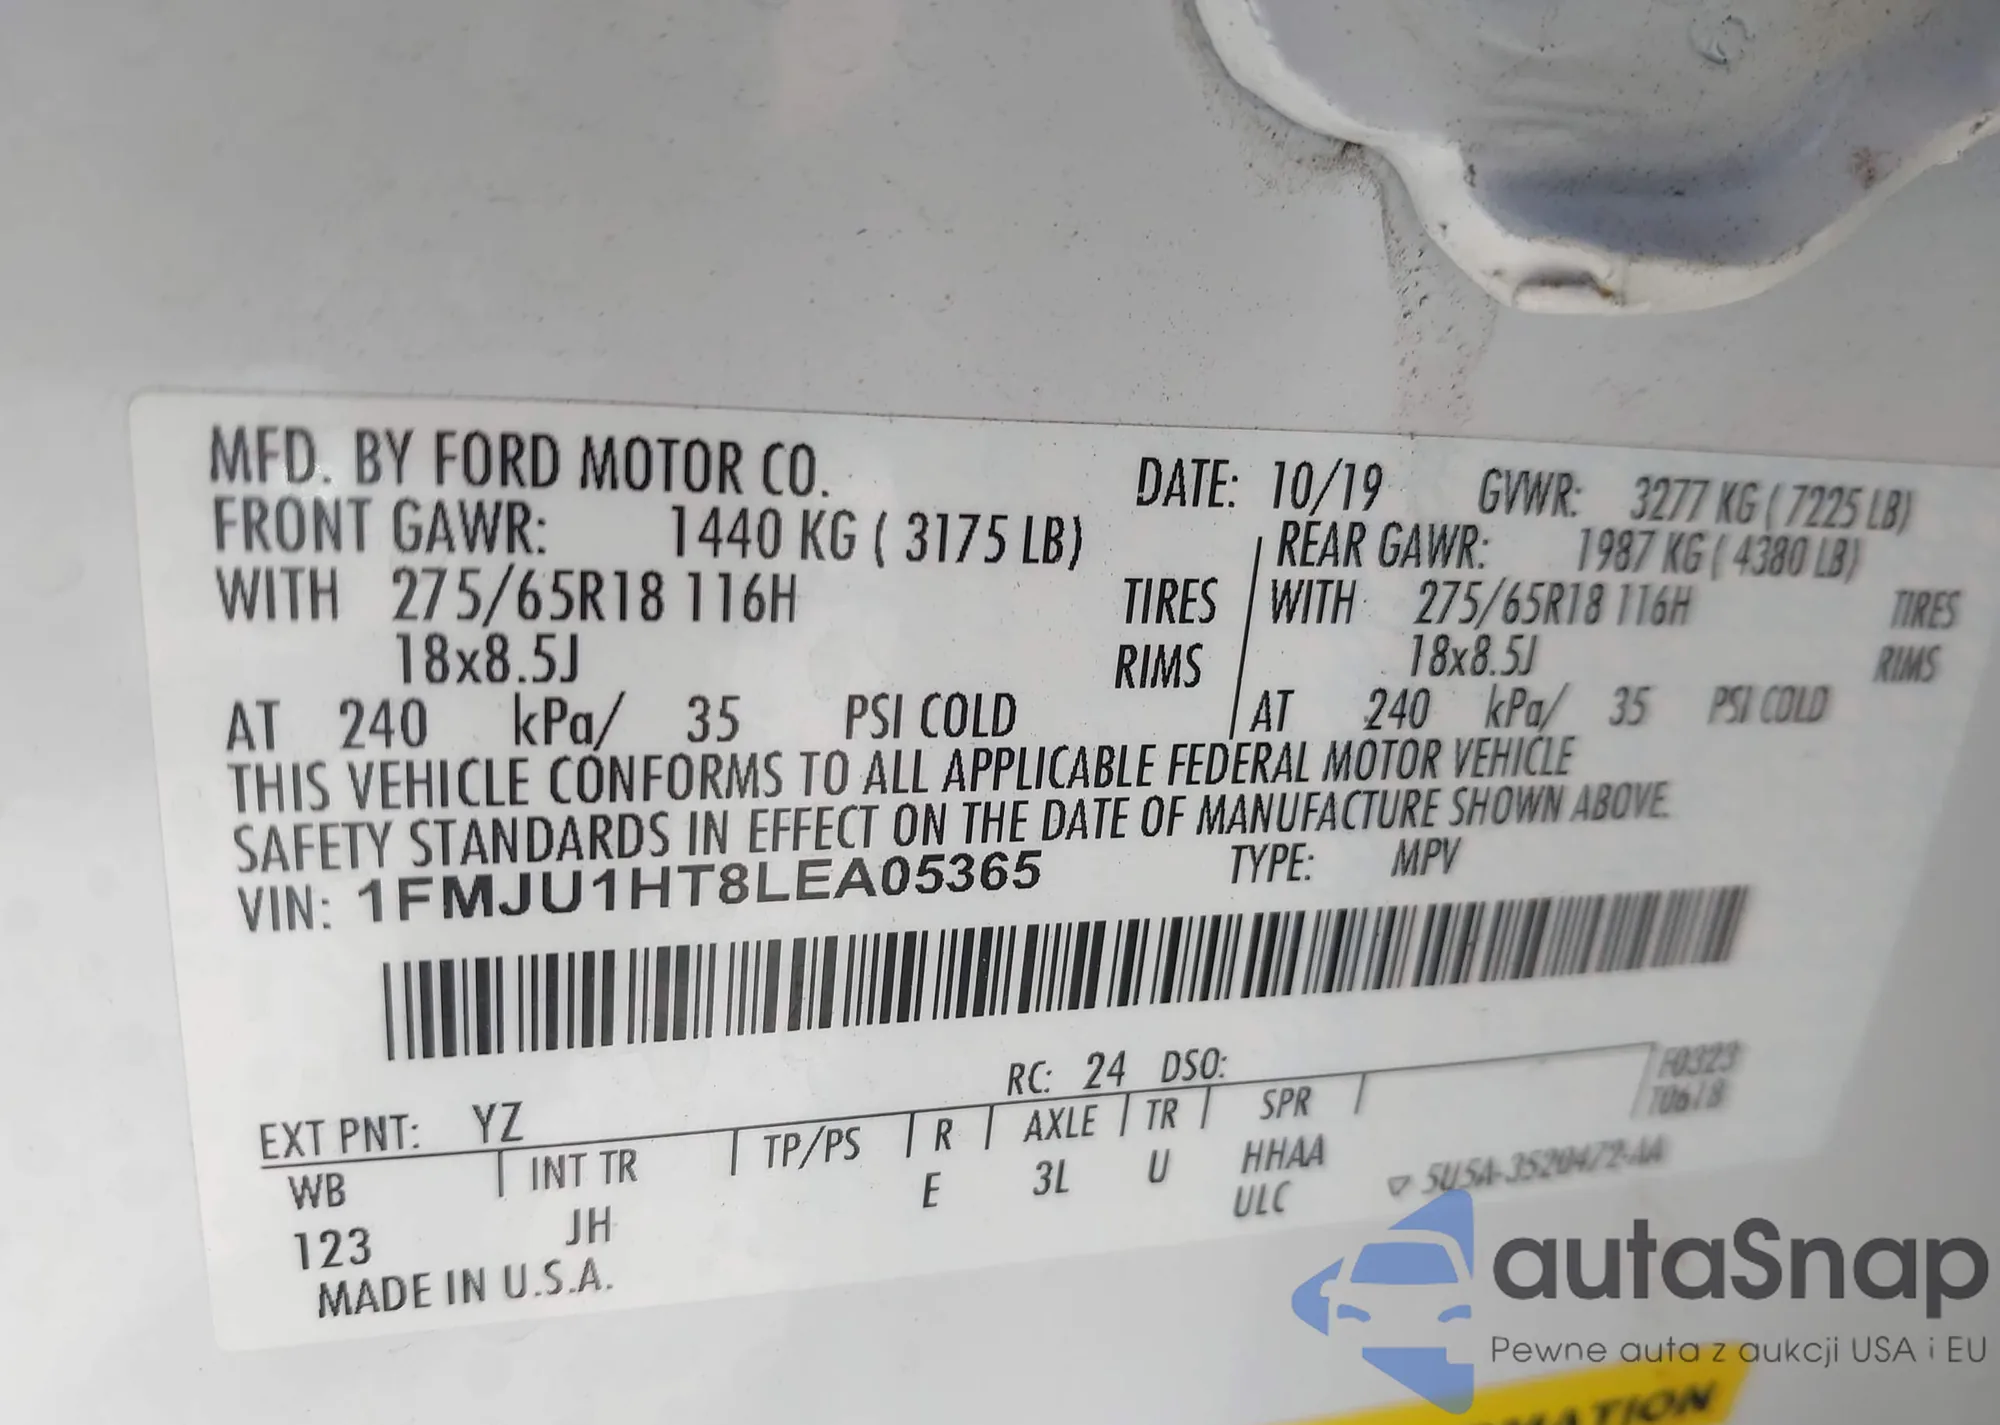 MFD. BY FORD MOTOR CO.
DATE: 10/19 GVWR: 3277 KG ( 7225 LB)
FRONT GAWR: 1440 KG ( 3175 LB) REAR GAWR: 1987 KG ( 4380 LB)
WITH 275/65R18 116H TIRES WITH 275/65R18 116H TIRES
18x8.5J RIMS 18x8.5J RIMS
AT 240 kPa/ 35 PSI COLD AT 240 kPa/ 35 PSI COLD
THIS VEHICLE CONFORMS TO ALL APPLICABLE FEDERAL MOTOR VEHICLE
SAFETY STANDARDS IN EFFECT ON THE DATE OF MANUFACTURE SHOWN ABOVE.
VIN: 1FMJU1HT8LEA05365 TYPE: MPV
RC: 24 DSO: F0323
EXT PNT: YZ T0618
WB INT TR TP/PS R AXLE TR SPR
123 JH E 3L U HHAA
ULC
5U5A-3520472-AA
MADE IN U.S.A.
autaSnap
Pewne auta z aukcji USA i EU